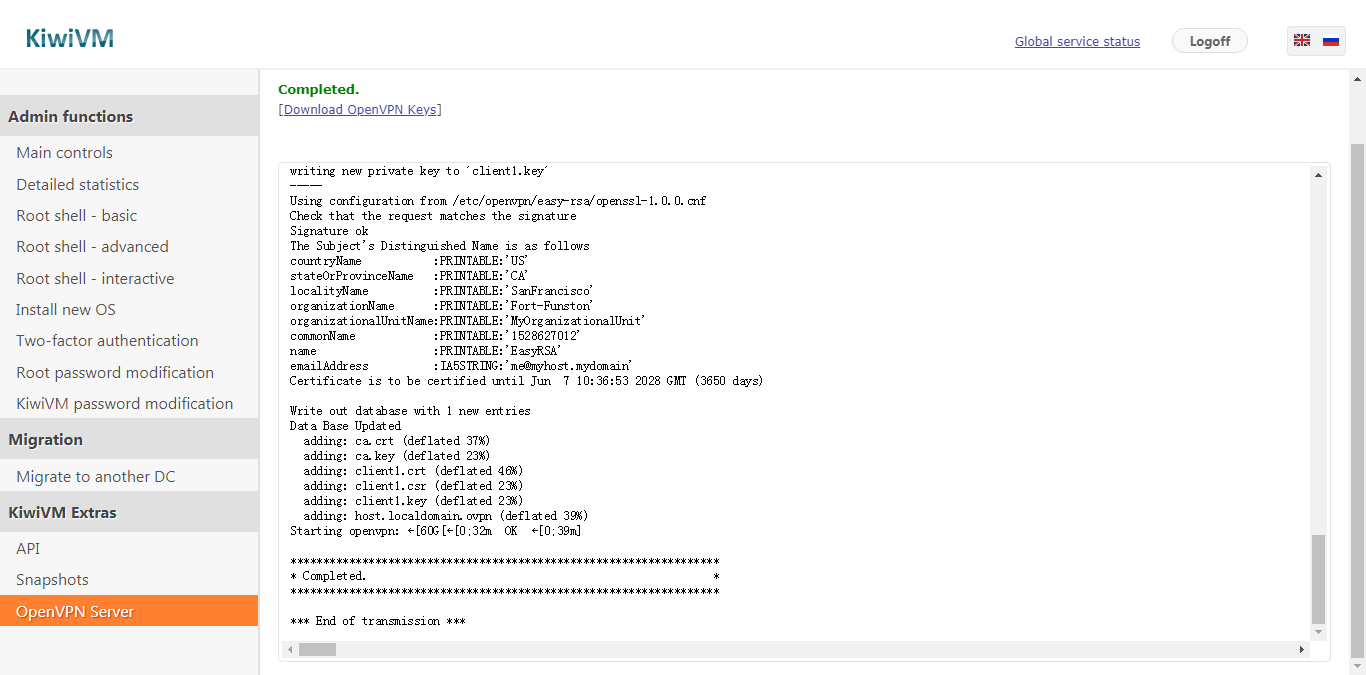 KiwiVM
Global service status
Logoff
Admin functions
Main controls
Detailed statistics
Root shell - basic
Root shell - advanced
Root shell - interactive
Install new OS
Two-factor authentication
Root password modification
KiwiVM password modification
Migration
Migrate to another DC
KiwiVM Extras
API
Snapshots
OpenVPN Server
Completed.
[Download OpenVPN Keys]
writing new private key to 'client1.key'
-----
Using configuration from /etc/openvpn/easy-rsa/openssl-1.0.0.cnf
Check that the request matches the signature
Signature ok
The Subject's Distinguished Name is as follows
countryName           :PRINTABLE:'US'
stateOrProvinceName   :PRINTABLE:'CA'
localityName          :PRINTABLE:'SanFrancisco'
organizationName      :PRINTABLE:'Fort-Funston'
organizationalUnitName:PRINTABLE:'MyOrganizationalUnit'
commonName            :PRINTABLE:'1528627012'
name                  :PRINTABLE:'EasyRSA'
emailAddress          :IA5STRING:'me@myhost.mydomain'
Certificate is to be certified until Jun  7 10:36:53 2028 GMT (3650 days)
Write out database with 1 new entries
Data Base Updated
  adding: ca.crt (deflated 37%)
  adding: ca.key (deflated 23%)
  adding: client1.crt (deflated 46%)
  adding: client1.csr (deflated 23%)
  adding: client1.key (deflated 23%)
  adding: host.localdomain.ovpn (deflated 39%)
Starting openvpn: ←[60G[←[0;32m  OK  ←[0;39m]
******************************************************************
* Completed.                                                     *
******************************************************************
*** End of transmission ***